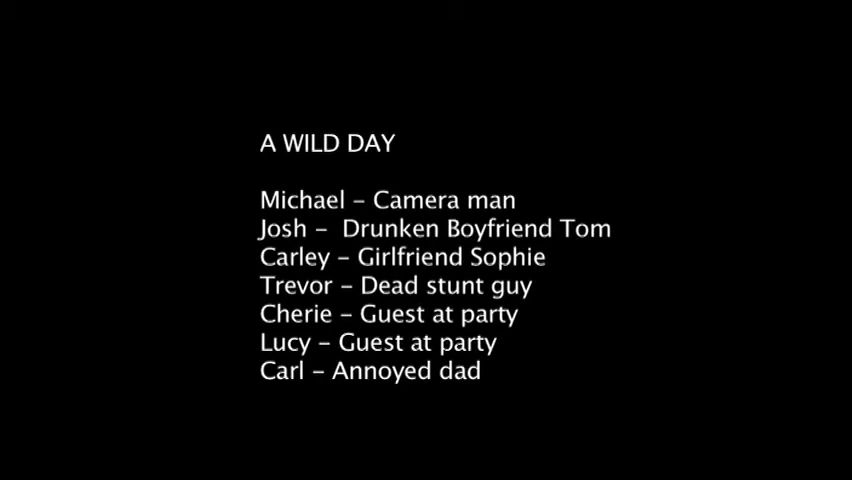 A WILD DAY
Michael – Camera man
Josh –  Drunken Boyfriend Tom
Carley – Girlfriend Sophie
Trevor – Dead stunt guy
Cherie – Guest at party
Lucy – Guest at party
Carl – Annoyed dad